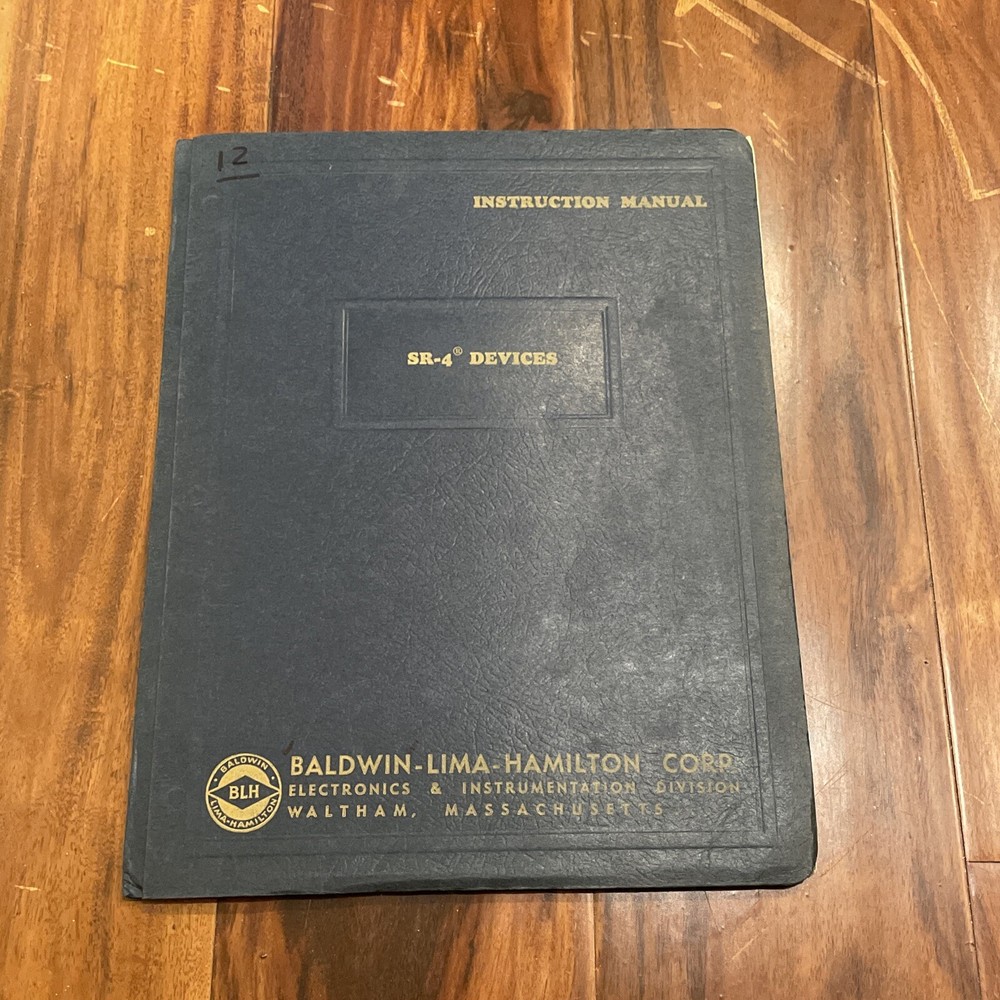 12
INSTRUCTION MANUAL
SR-4® DEVICES
BALDWIN
BLH
LIMA-HAMILTON
BALDWIN-LIMA-HAMILTON CORP.
ELECTRONICS & INSTRUMENTATION DIVISION
WALTHAM, MASSACHUSETTS